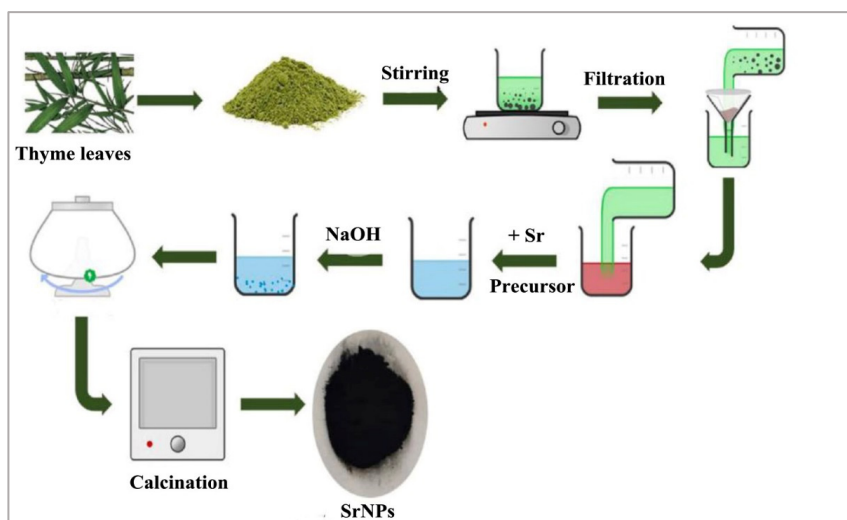 Thyme leaves
Stirring
Filtration
+ Sr
Precursor
NaOH
Calcination
SrNPs